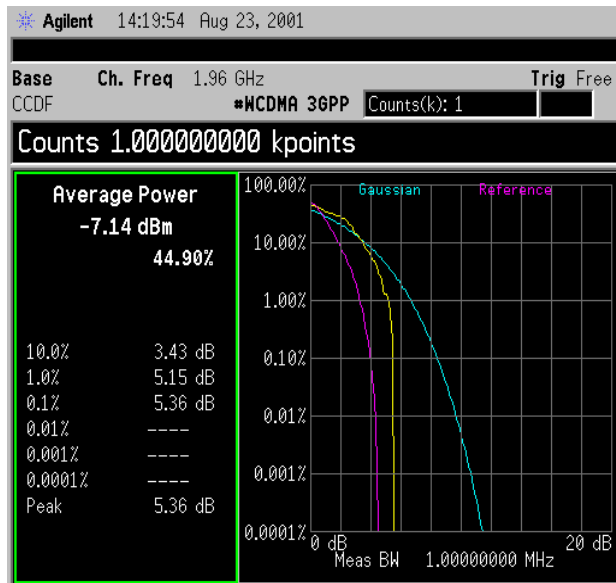 Agilent 14:19:54 Aug 23, 2001
Base Ch. Freq 1.96 GHz Trig Free
CCDF #WCDMA 3GPP Counts(k): 1
Counts 1.000000000 kpoints
Average Power
-7.14 dBm
44.90%
10.0% 3.43 dB
1.0% 5.15 dB
0.1% 5.36 dB
0.01% ----
0.001% ----
0.0001% ----
Peak 5.36 dB
Gaussian Reference
100.00%
10.00%
1.00%
0.10%
0.01%
0.001%
0.0001%
0 dB 20 dB
Meas BW 1.00000000 MHz